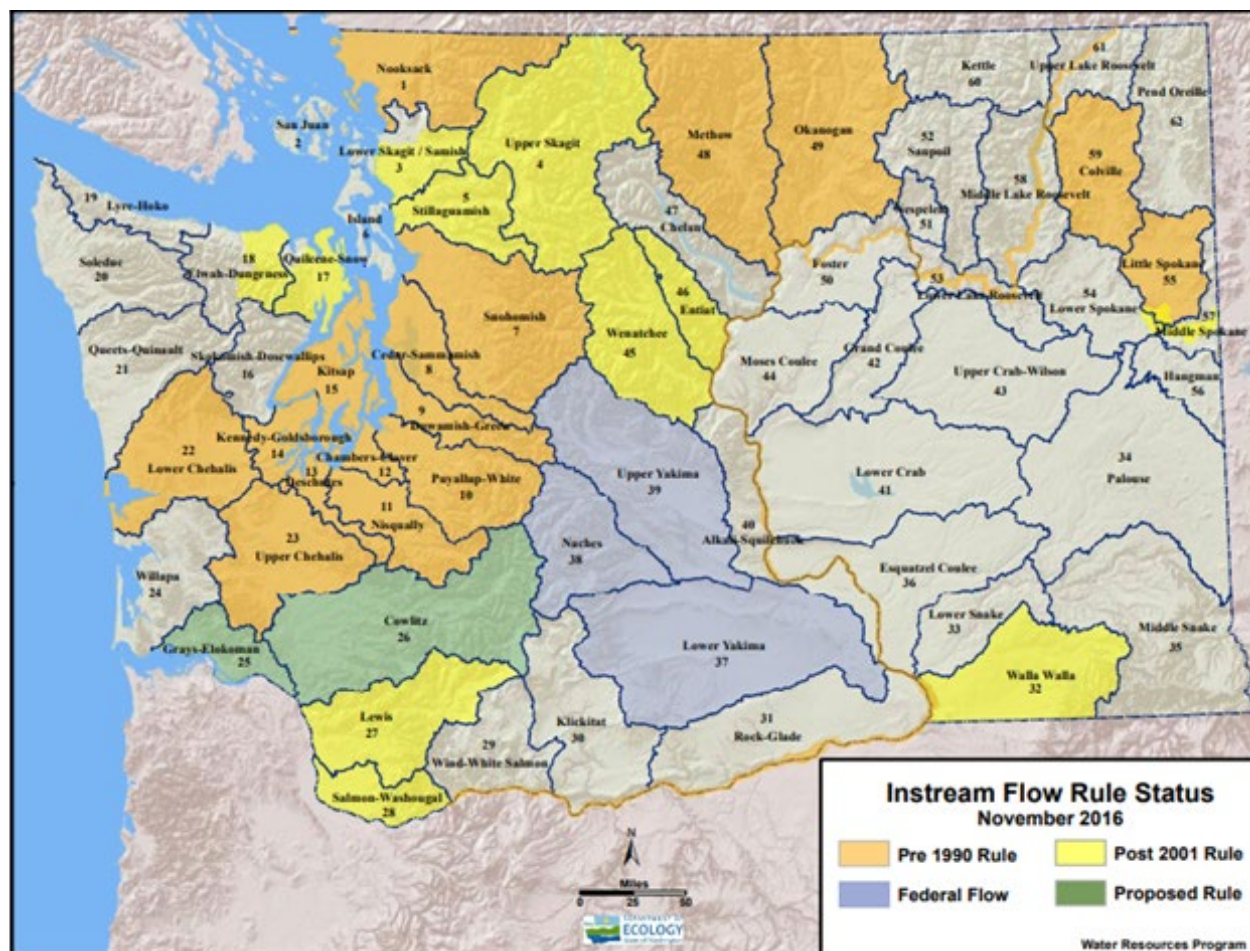 Nooksack
1
San Juan
2
Lower Skagit / Samish
3
Upper Skagit
4
5
Stillaguamish
Island
6
Snohomish
7
Cedar-Sammamish
8
9
Duwamish-Green
Puyallup-White
10
11
Nisqually
Chambers-Clover
12
13
Deschutes
Kennedy-Goldsborough
14
Kitsap
15
Skokomish-Dosewallips
16
Quilcene-Snow
17
18
Elwah-Dungeness
19
Lyre-Hoko
Soleduc
20
Queets-Quinault
21
22
Lower Chehalis
23
Upper Chehalis
Willapa
24
Grays-Elokoman
25
Cowlitz
26
Lewis
27
Salmon-Washougal
28
29
Wind-White Salmon
Klickitat
30
31
Rock-Glade
Walla Walla
32
Lower Snake
33
34
Palouse
Middle Snake
35
Esquatzel Coulee
36
Lower Yakima
37
Naches
38
Upper Yakima
39
40
Alkali-Squilchuck
Lower Crab
41
Grand Coulee
42
Upper Crab-Wilson
43
Moses Coulee
44
Wenatchee
45
46
Entiat
47
Chelan
Methow
48
Okanogan
49
Foster
50
Nespelem
51
52
Sanpoil
53
Lower Lake Roosevelt
54
Lower Spokane
Little Spokane
55
Hangman
56
57
Middle Spokane
58
Middle Lake Roosevelt
59
Colville
Kettle
60
61
Upper Lake Roosevelt
Pend Oreille
62
Instream Flow Rule Status
November 2016
Pre 1990 Rule
Post 2001 Rule
Federal Flow
Proposed Rule
Water Resources Program
N
Miles
0 25 50
DEPARTMENT OF
ECOLOGY
State of Washington